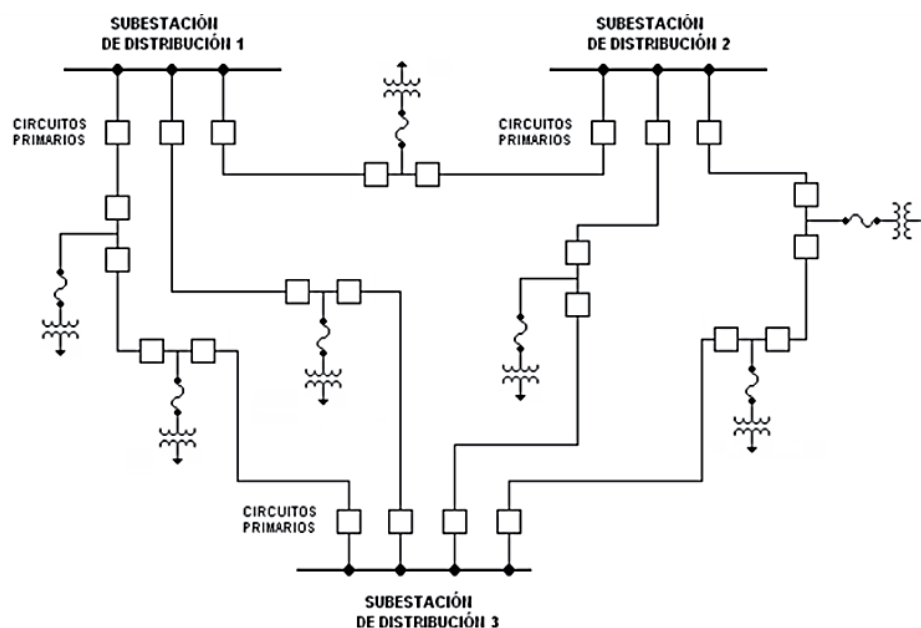 SUBESTACIÓN
DE DISTRIBUCIÓN 1
SUBESTACIÓN
DE DISTRIBUCIÓN 2
CIRCUITOS
PRIMARIOS
CIRCUITOS
PRIMARIOS
CIRCUITOS
PRIMARIOS
SUBESTACIÓN
DE DISTRIBUCIÓN 3